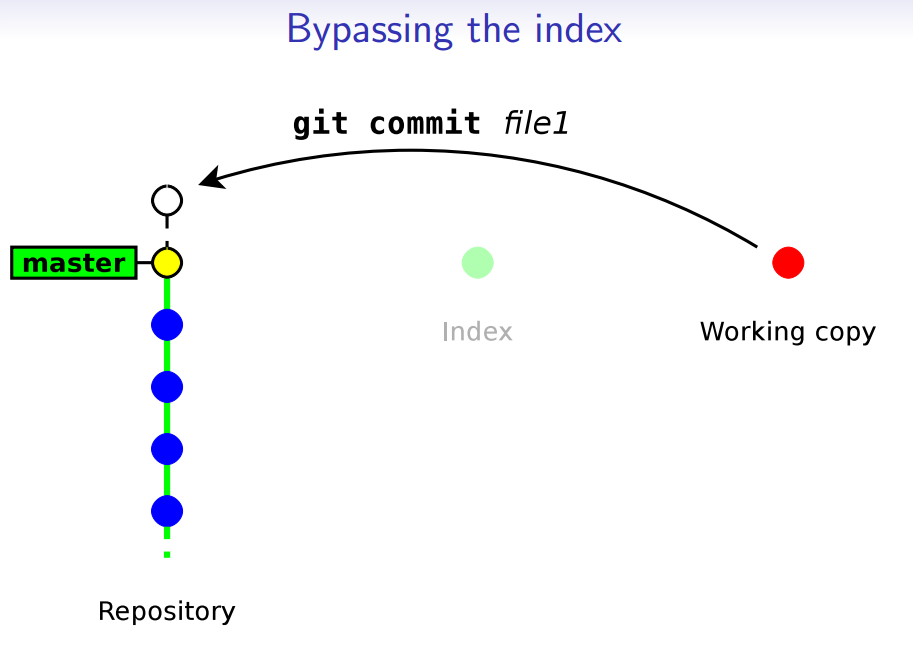 Bypassing the index
git commit file1
master
Index
Working copy
Repository